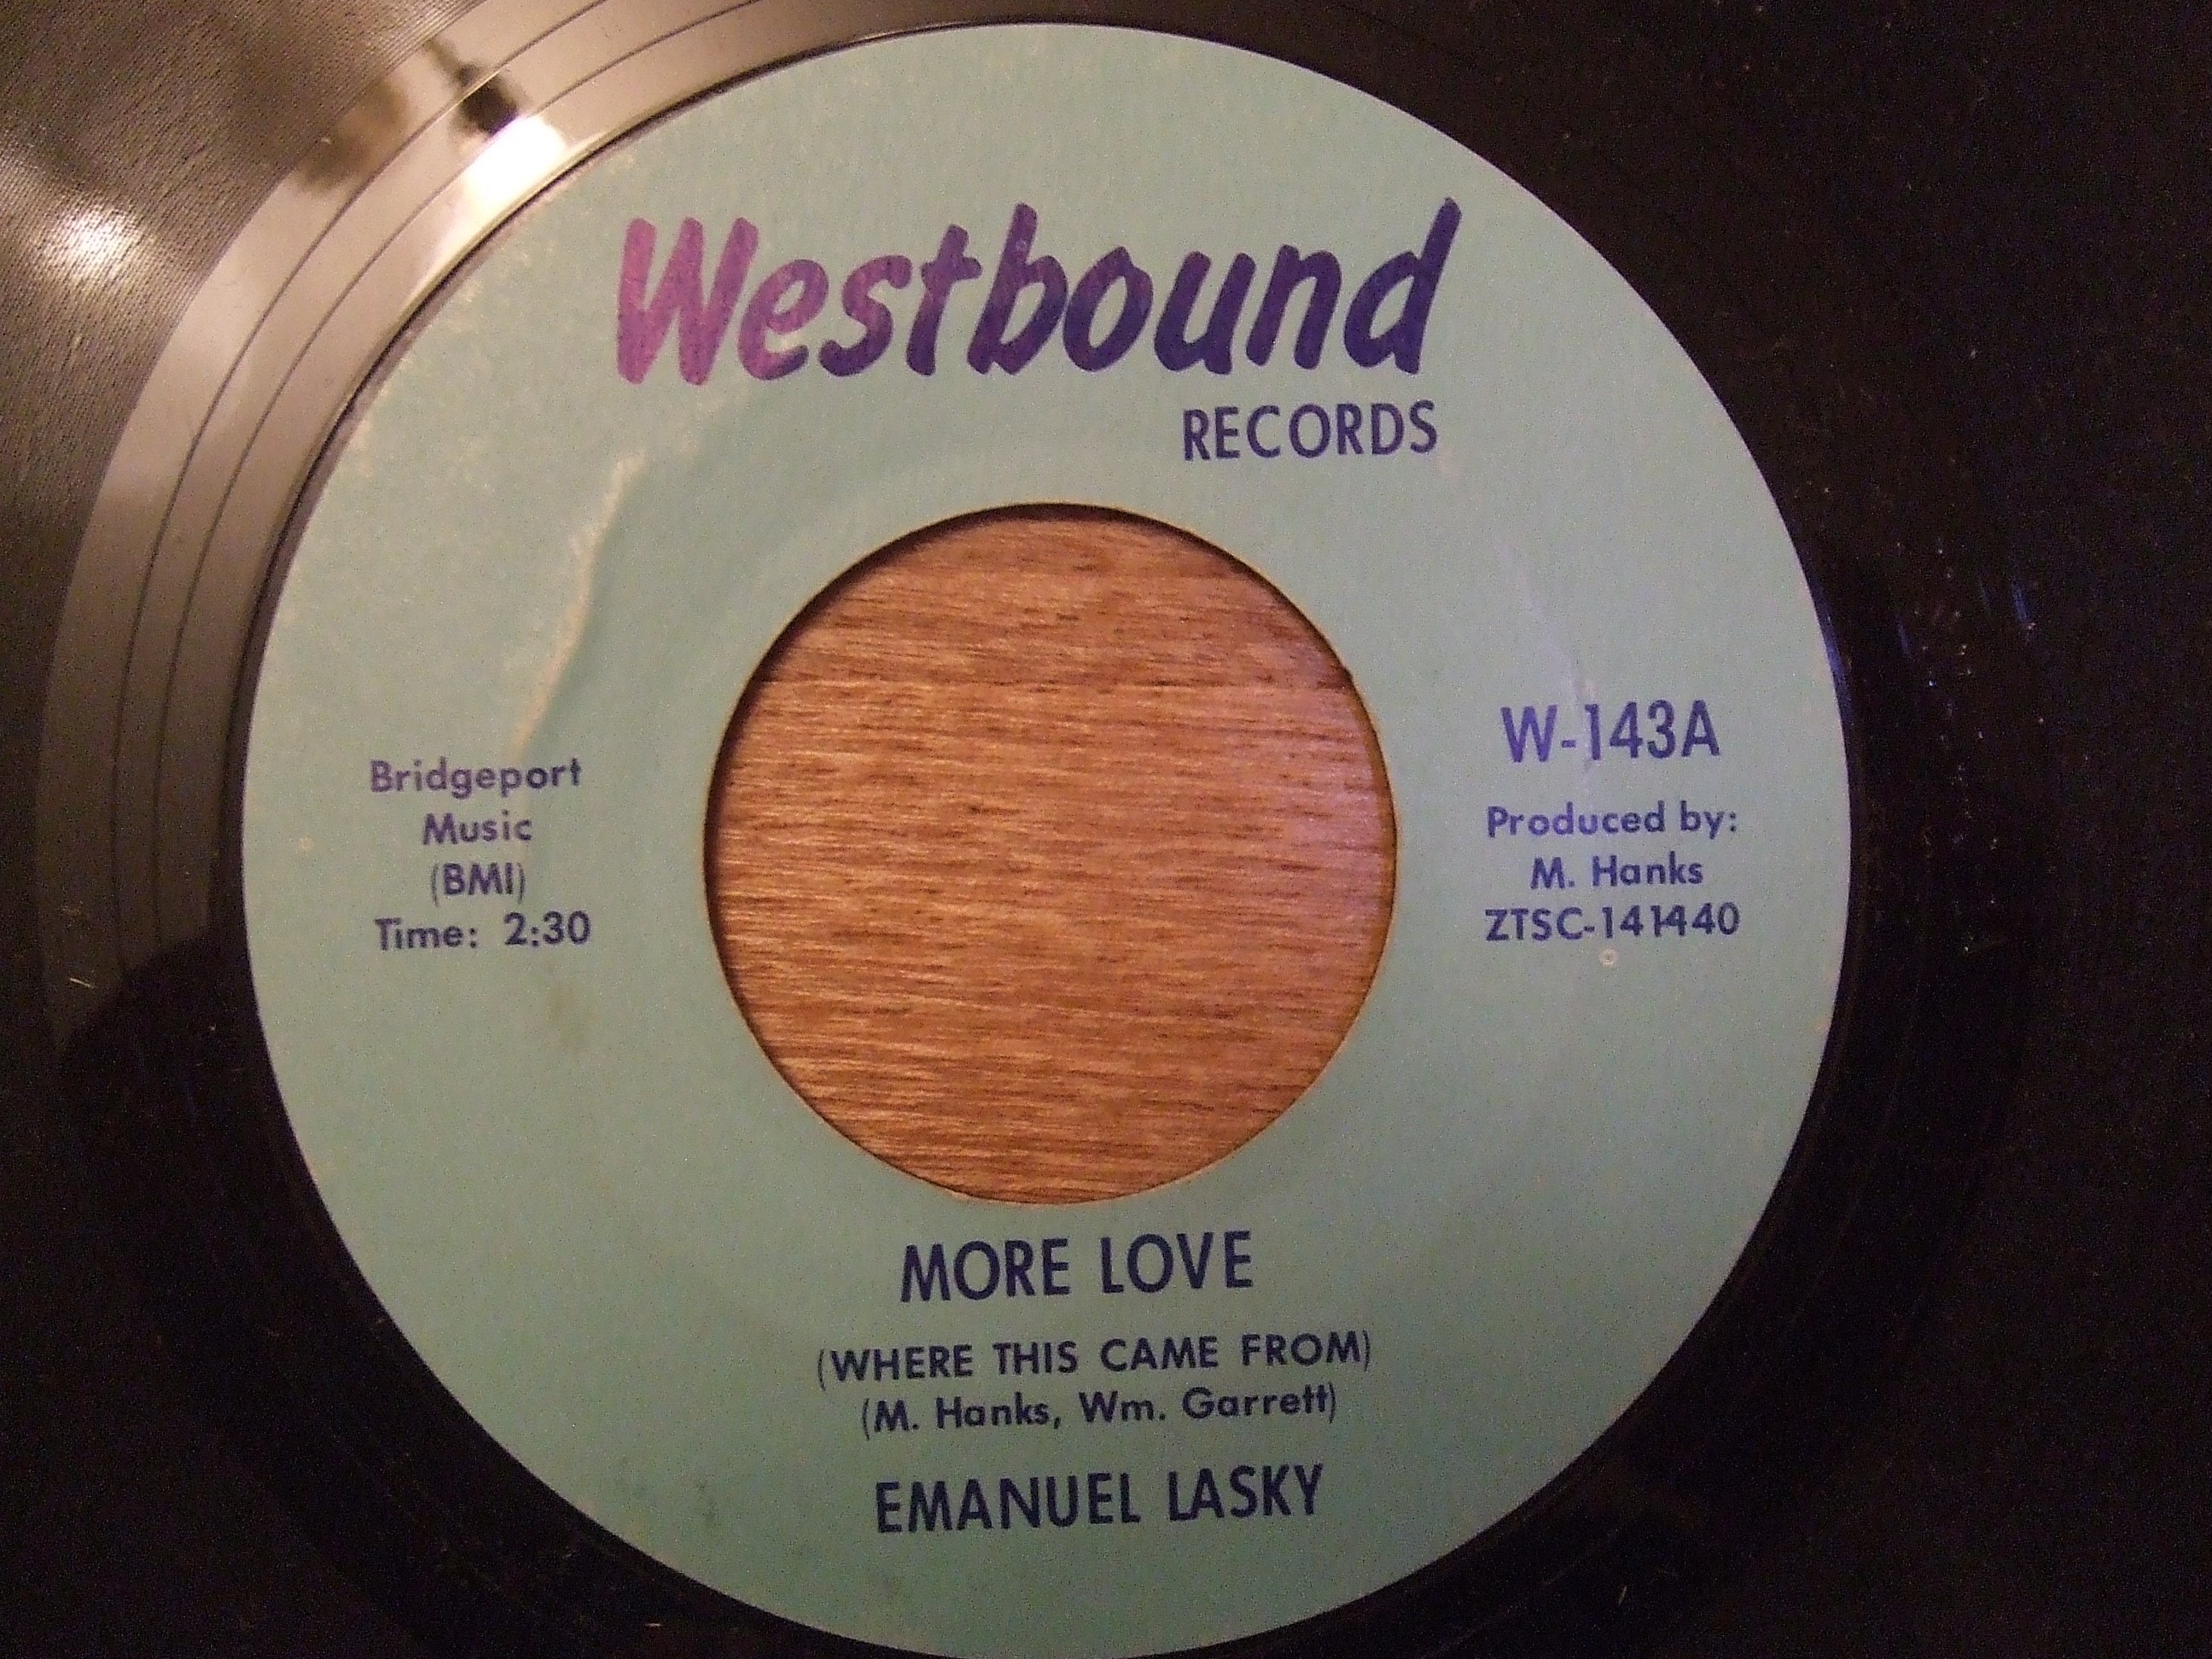 Westbound
RECORDS
Bridgeport
Music
(BMI)
Time: 2:30
W-143A
Produced by:
M. Hanks
ZTSC-141440
MORE LOVE
(WHERE THIS CAME FROM)
(M. Hanks, Wm. Garrett)
EMANUEL LASKY